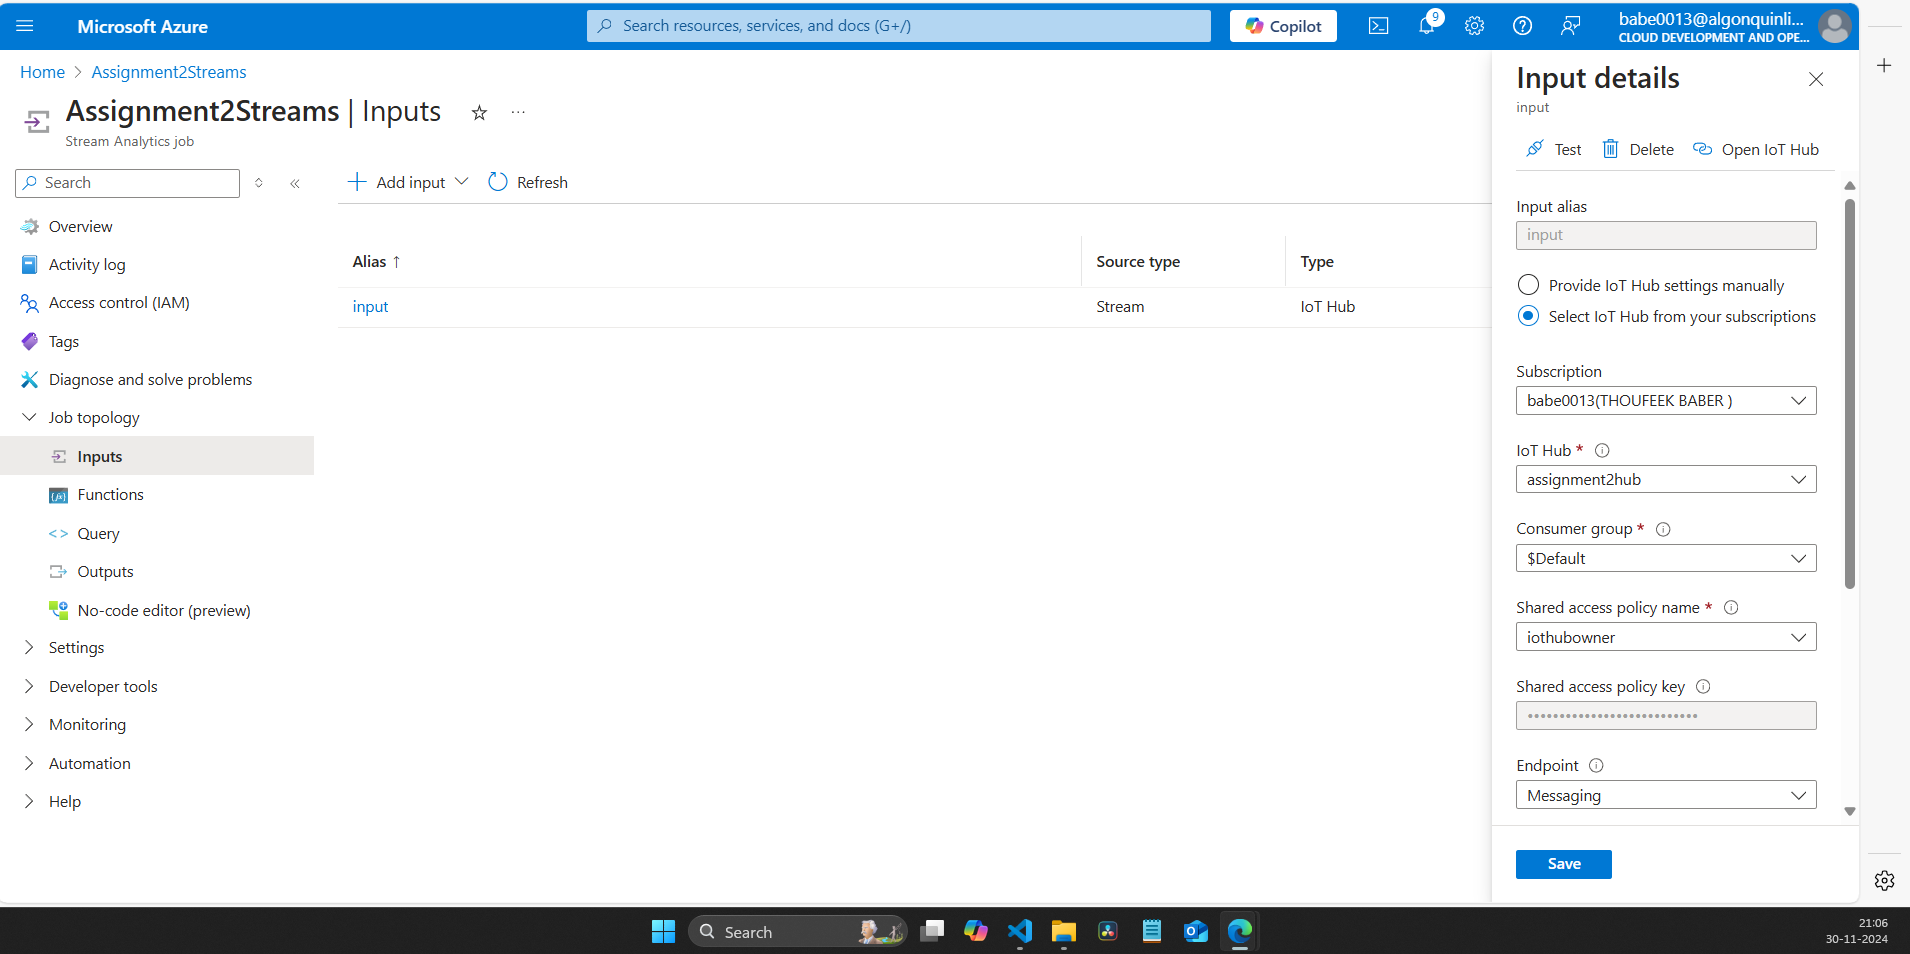 Microsoft Azure
Search resources, services, and docs (G+/)
Copilot
9
babe0013@algonquinli...
CLOUD DEVELOPMENT AND OPE...
Home > Assignment2Streams
Assignment2Streams | Inputs
Stream Analytics job
Search
Overview
Activity log
Access control (IAM)
Tags
Diagnose and solve problems
Job topology
Inputs
Functions
Query
Outputs
No-code editor (preview)
Settings
Developer tools
Monitoring
Automation
Help
Add input
Refresh
Alias ↑
Source type
Type
input
Stream
IoT Hub
Input details
input
Test
Delete
Open IoT Hub
Input alias
input
Provide IoT Hub settings manually
Select IoT Hub from your subscriptions
Subscription
babe0013(THOUFEEK BABER )
IoT Hub *
assignment2hub
Consumer group *
$Default
Shared access policy name *
iothubowner
Shared access policy key
Endpoint
Messaging
Save
Search
21:06
30-11-2024